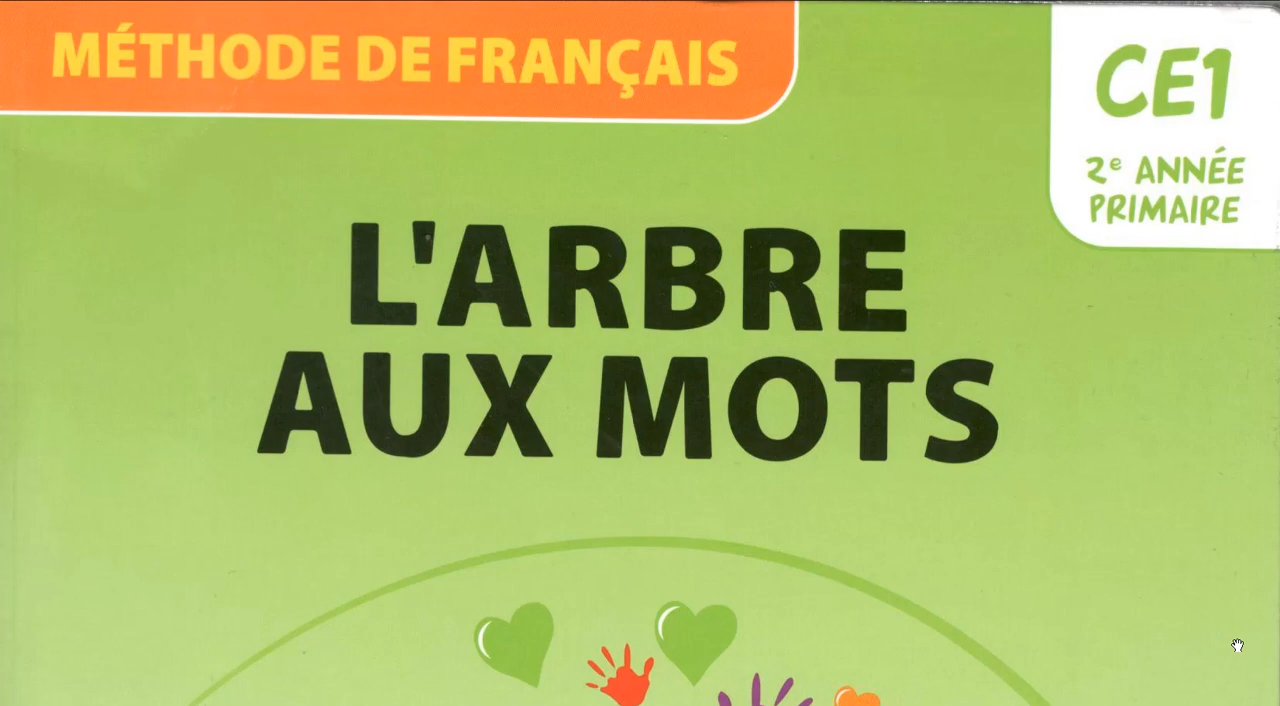 MÉTHODE DE FRANÇAIS
CE1
2e ANNÉE
PRIMAIRE
L'ARBRE
AUX MOTS